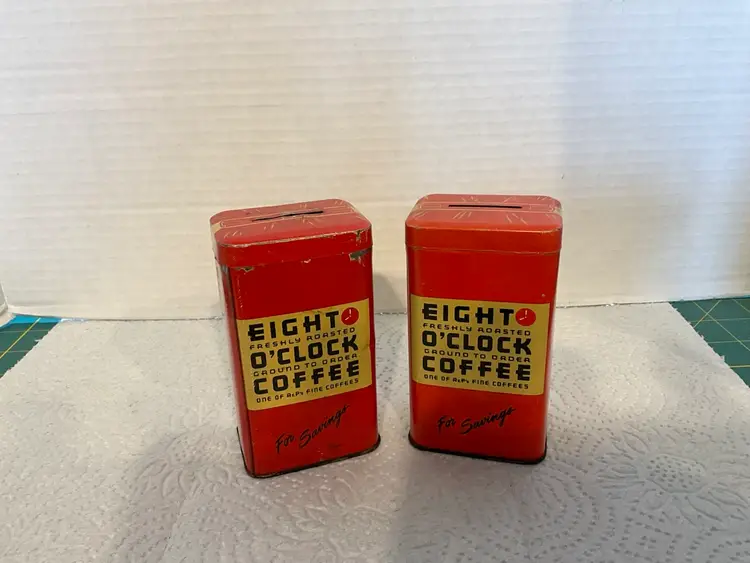 EIGHT
FRESHLY ROASTED
O'CLOCK
GROUND TO ORDER
COFFEE
ONE OF A&P's FINE COFFEES
For Savings
EIGHT
FRESHLY ROASTED
O'CLOCK
GROUND TO ORDER
COFFEE
ONE OF A&P's FINE COFFEES
For Savings